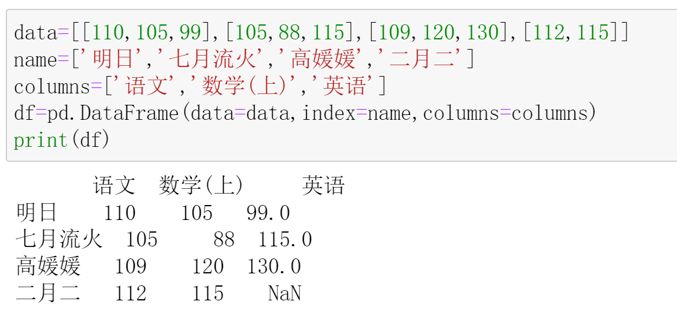 data=[[110,105,99],[105,88,115],[109,120,130],[112,115]]
name=['明日','七月流火','高媛媛','二月二']
columns=['语文','数学(上)','英语']
df=pd.DataFrame(data=data,index=name,columns=columns)
print(df)
语文 数学(上) 英语
明日 110 105 99.0
七月流火 105 88 115.0
高媛媛 109 120 130.0
二月二 112 115 NaN